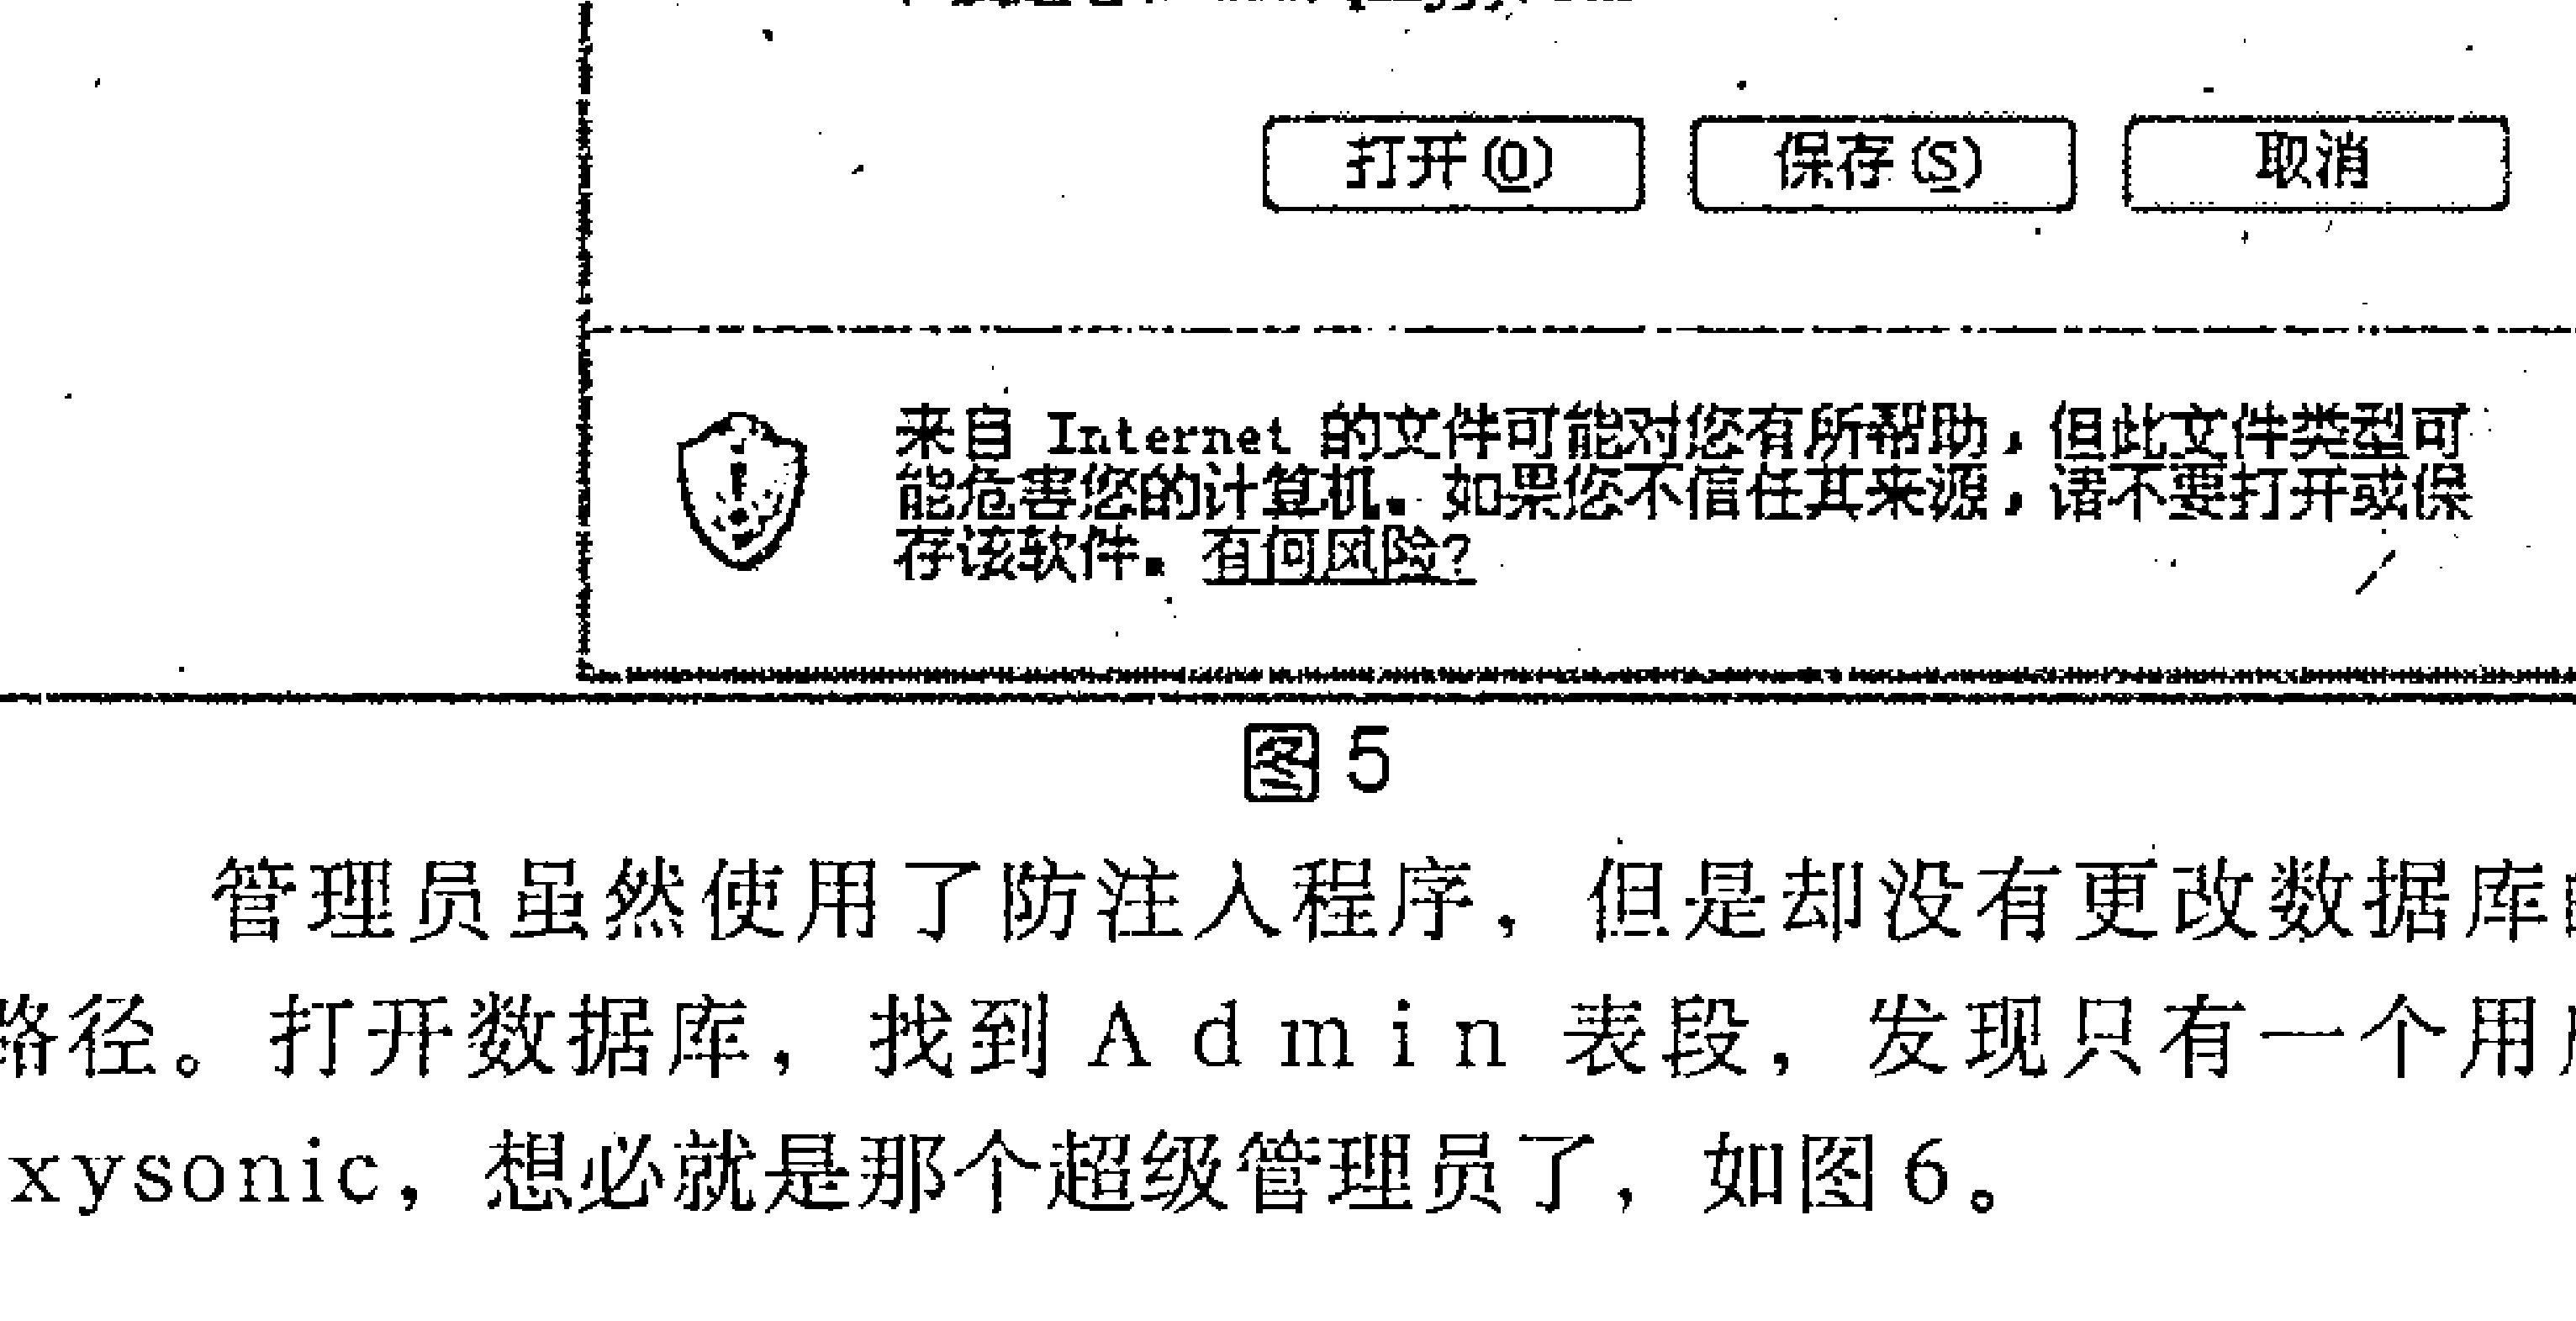 打开(O) 保存(S) 取消
来自 Internet 的文件可能对您有所帮助，但此文件类型可
能危害您的计算机。如果您不信任其来源，请不要打开或保
存该软件。有何风险?
图 5
管理员虽然使用了防注入程序，但是却没有更改数据库
路径。打开数据库，找到Admin 表段，发现只有一个用
xysonic，想必就是那个超级管理员了，如图6。